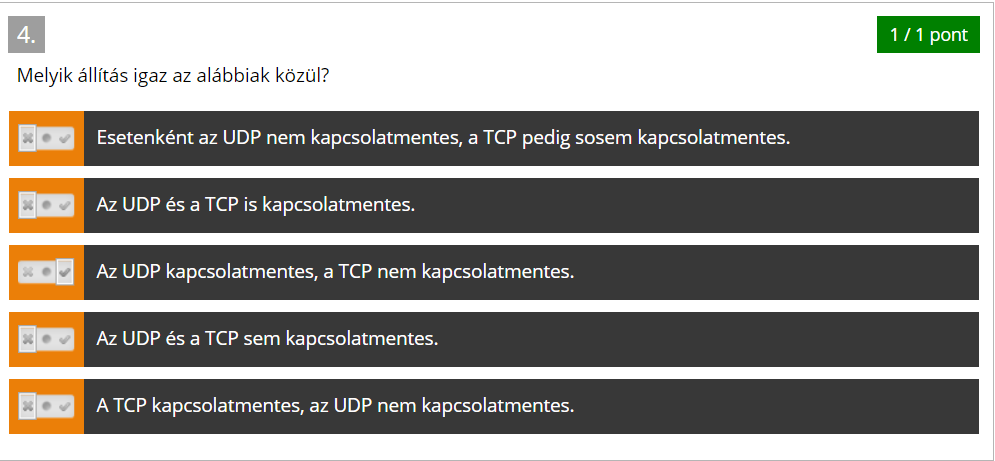 4.
1 / 1 pont
Melyik állítás igaz az alábbiak közül?
Esetenként az UDP nem kapcsolatmentes, a TCP pedig sosem kapcsolatmentes.
Az UDP és a TCP is kapcsolatmentes.
Az UDP kapcsolatmentes, a TCP nem kapcsolatmentes.
Az UDP és a TCP sem kapcsolatmentes.
A TCP kapcsolatmentes, az UDP nem kapcsolatmentes.